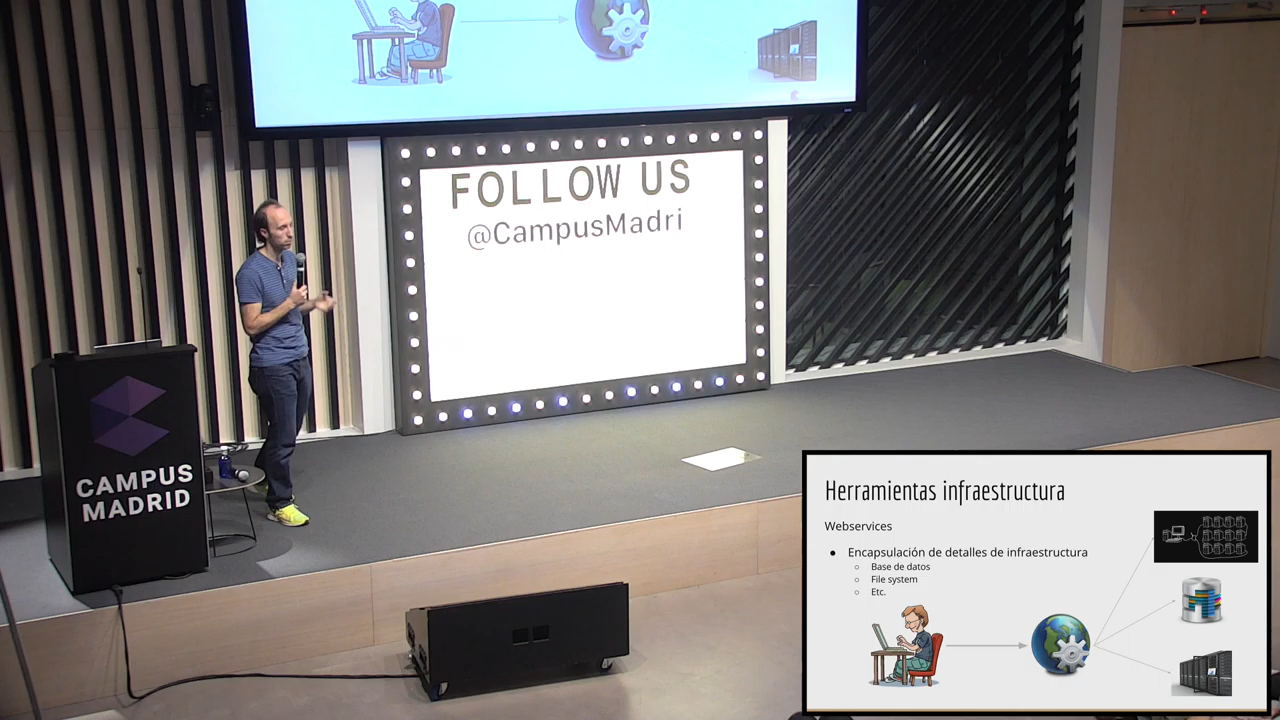 FOLLOW US
@CampusMadri
CAMPUS
MADRID
Herramientas infraestructura
Webservices
● Encapsulación de detalles de infraestructura
○ Base de datos
○ File system
○ Etc.